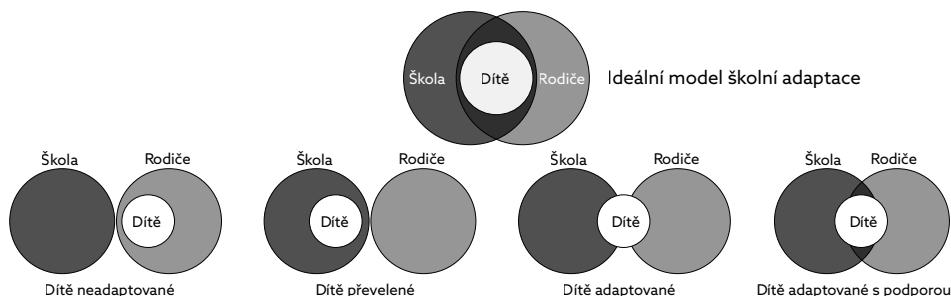 Škola
Dítě
Rodiče
Ideální model školní adaptace
Škola
Rodiče
Dítě
Dítě neadaptované
Škola
Rodiče
Dítě
Dítě převelené
Škola
Rodiče
Dítě
Dítě adaptované
Škola
Rodiče
Dítě
Dítě adaptované s podporou